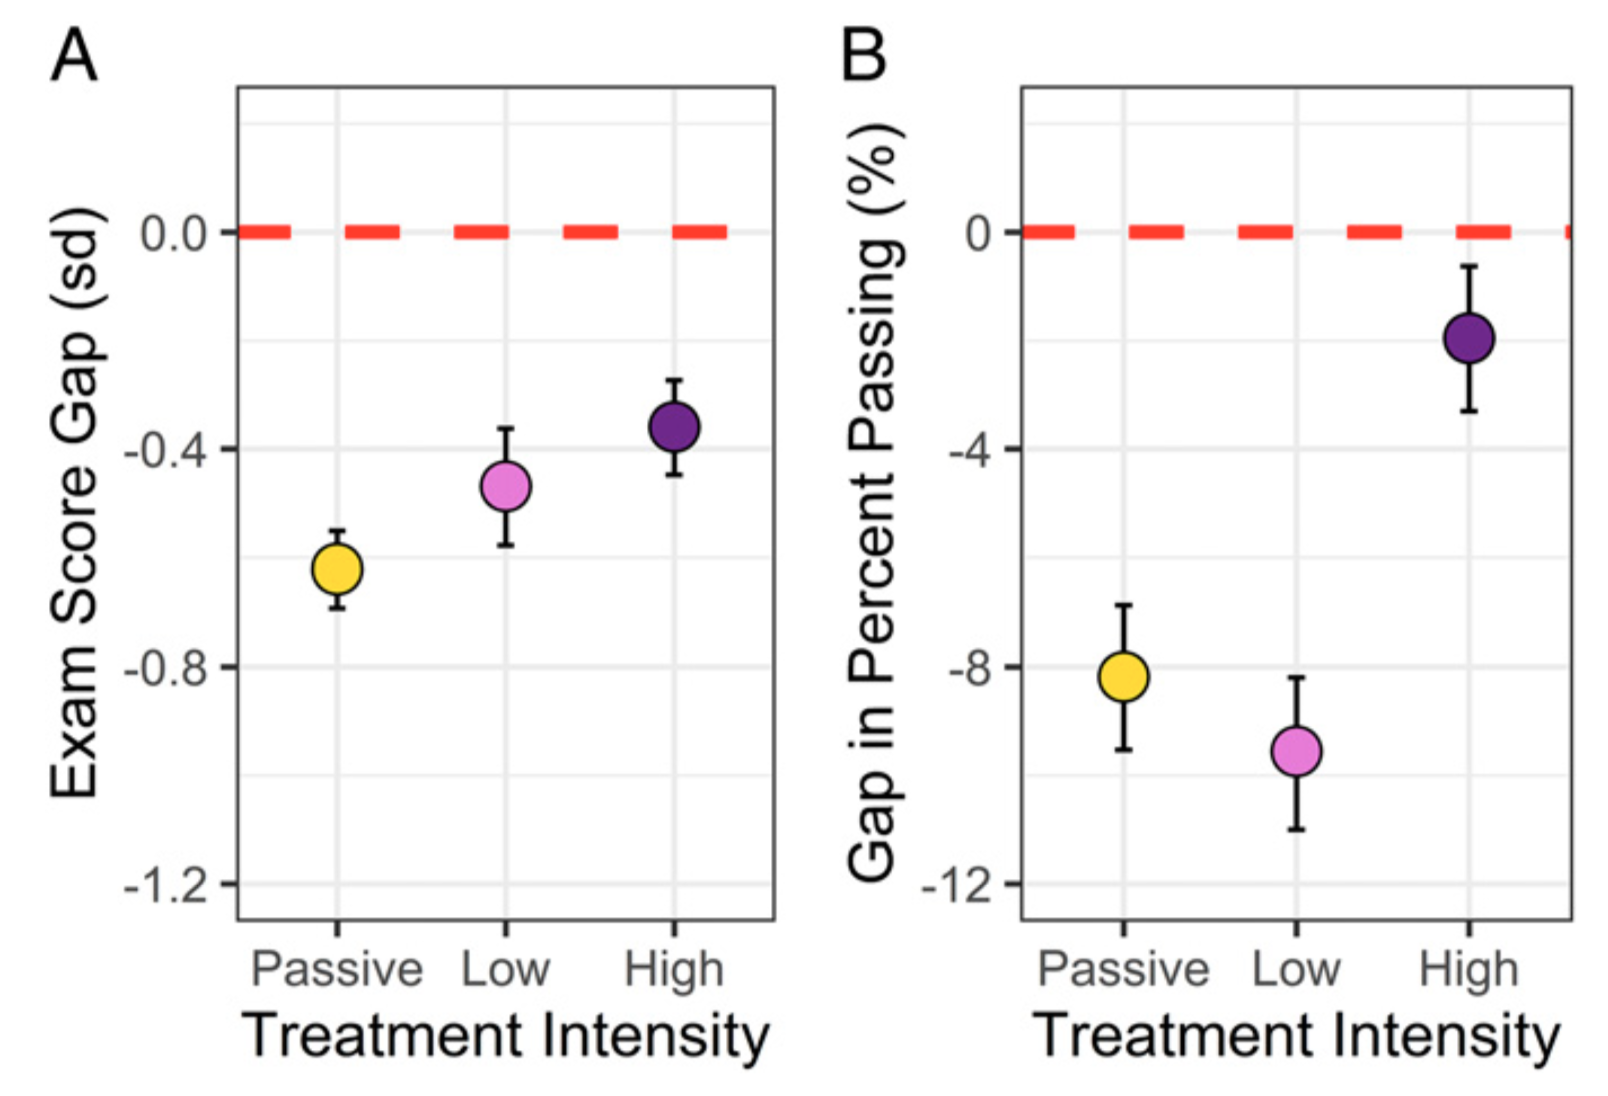 A
Exam Score Gap (sd)
0.0
-0.4
-0.8
-1.2
Passive Low High
Treatment Intensity
B
Gap in Percent Passing (%)
0
-4
-8
-12
Passive Low High
Treatment Intensity